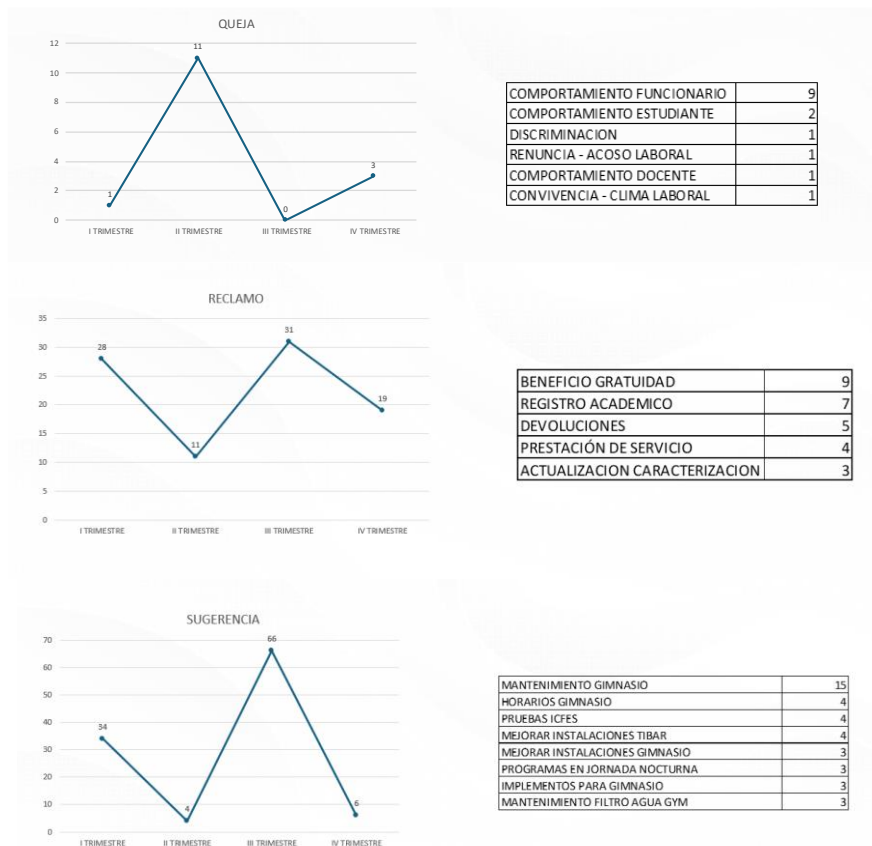 QUEJA
12
10
8
6
4
2
0
1
11
0
3
I TRIMESTRE II TRIMESTRE III TRIMESTRE IV TRIMESTRE
COMPORTAMIENTO FUNCIONARIO 9
COMPORTAMIENTO ESTUDIANTE 2
DISCRIMINACION 1
RENUNCIA - ACOSO LABORAL 1
COMPORTAMIENTO DOCENTE 1
CONVIVENCIA - CLIMA LABORAL 1
RECLAMO
35
30
25
20
15
10
5
0
28
11
31
19
I TRIMESTRE II TRIMESTRE III TRIMESTRE IV TRIMESTRE
BENEFICIO GRATUIDAD 9
REGISTRO ACADEMICO 7
DEVOLUCIONES 5
PRESTACIÓN DE SERVICIO 4
ACTUALIZACION CARACTERIZACION 3
SUGERENCIA
70
60
50
40
30
20
10
0
34
4
66
6
I TRIMESTRE II TRIMESTRE III TRIMESTRE IV TRIMESTRE
MANTENIMIENTO GIMNASIO 15
HORARIOS GIMNASIO 4
PRUEBAS ICFES 4
MEJORAR INSTALACIONES TIBAR 4
MEJORAR INSTALACIONES GIMNASIO 3
PROGRAMAS EN JORNADA NOCTURNA 3
IMPLEMENTOS PARA GIMNASIO 3
MANTENIMIENTO FILTRO AGUA GYM 3